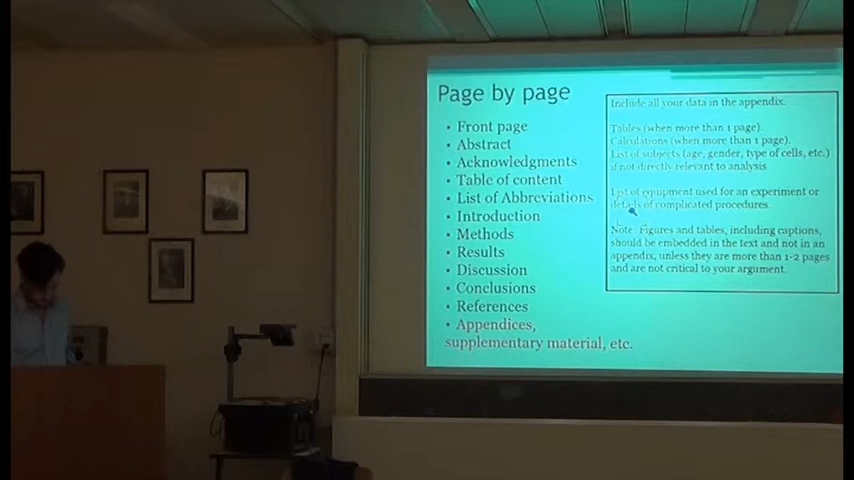 Page by page
• Front page
• Abstract
• Acknowledgments
• Table of content
• List of Abbreviations
• Introduction
• Methods
• Results
• Discussion
• Conclusions
• References
• Appendices,
supplementary material, etc.
Include all your data in the appendix.
Tables (when more than 1 page).
Calculations (when more than 1 page).
List of subjects (age, gender, type of cells, etc.)
if not directly relevant to analysis
List of equipment used for an experiment or
details of complicated procedures.
Note: Figures and tables, including captions,
should be embedded in the text and not in an
appendix, unless they are more than 1-2 pages
and are not critical to your argument.